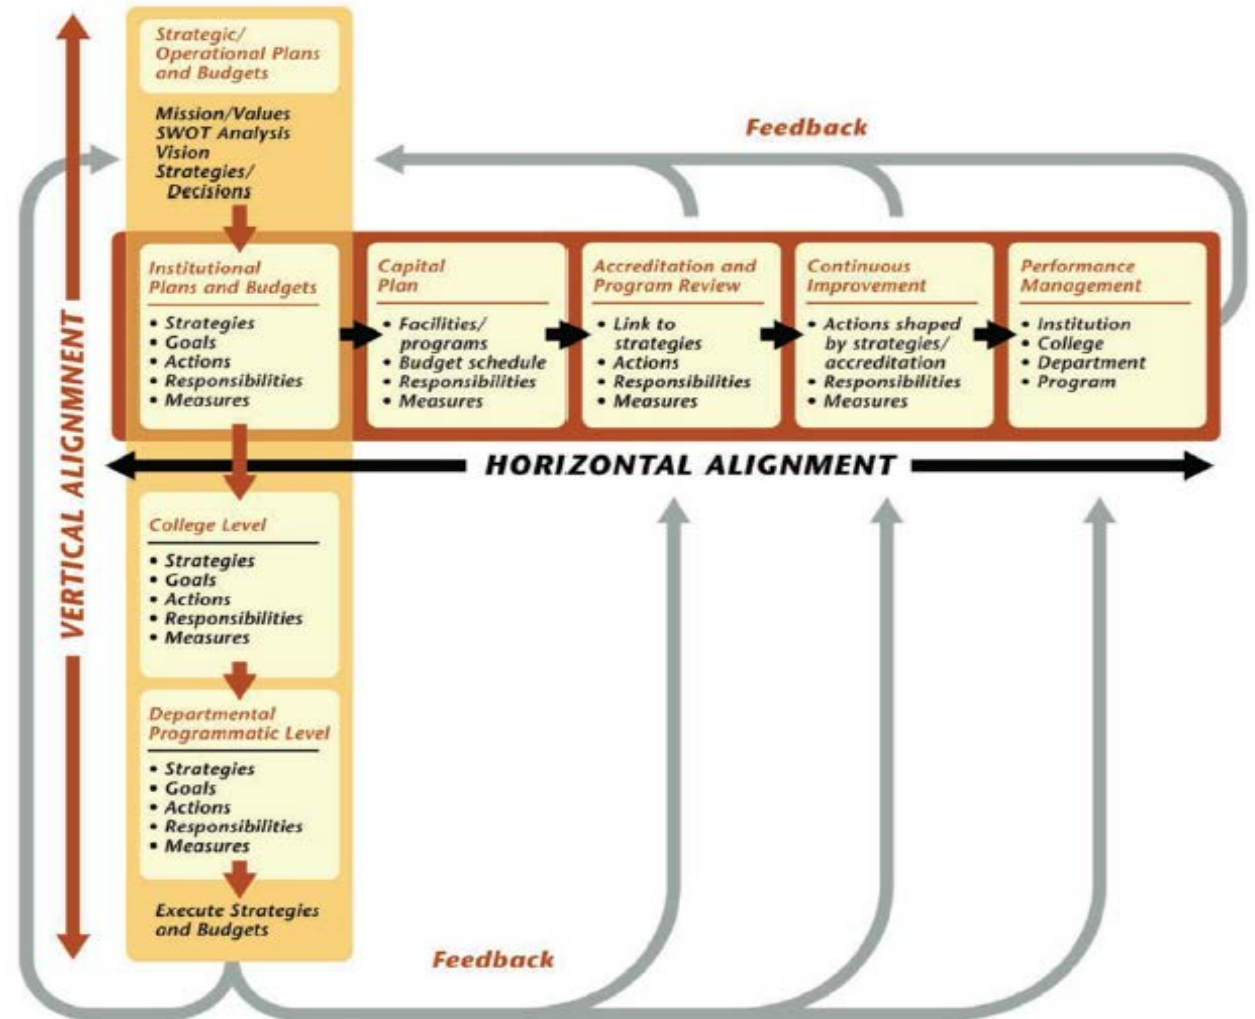 Strategic/
Operational Plans
and Budgets
Mission/Values
SWOT Analysis
Vision
Strategies/
Decisions
Feedback
Institutional
Plans and Budgets
• Strategies
• Goals
• Actions
• Responsibilities
• Measures
Capital
Plan
• Facilities/
programs
• Budget schedule
• Responsibilities
• Measures
Accreditation and
Program Review
• Link to
strategies
• Actions
• Responsibilities
• Measures
Continuous
Improvement
• Actions shaped
by strategies/
accreditation
• Responsibilities
• Measures
Performance
Management
• Institution
• College
• Department
• Program
HORIZONTAL ALIGNMENT
VERTICAL ALIGNMNENT
College Level
• Strategies
• Goals
• Actions
• Responsibilities
• Measures
Departmental
Programmatic Level
• Strategies
• Goals
• Actions
• Responsibilities
• Measures
Execute Strategies
and Budgets
Feedback